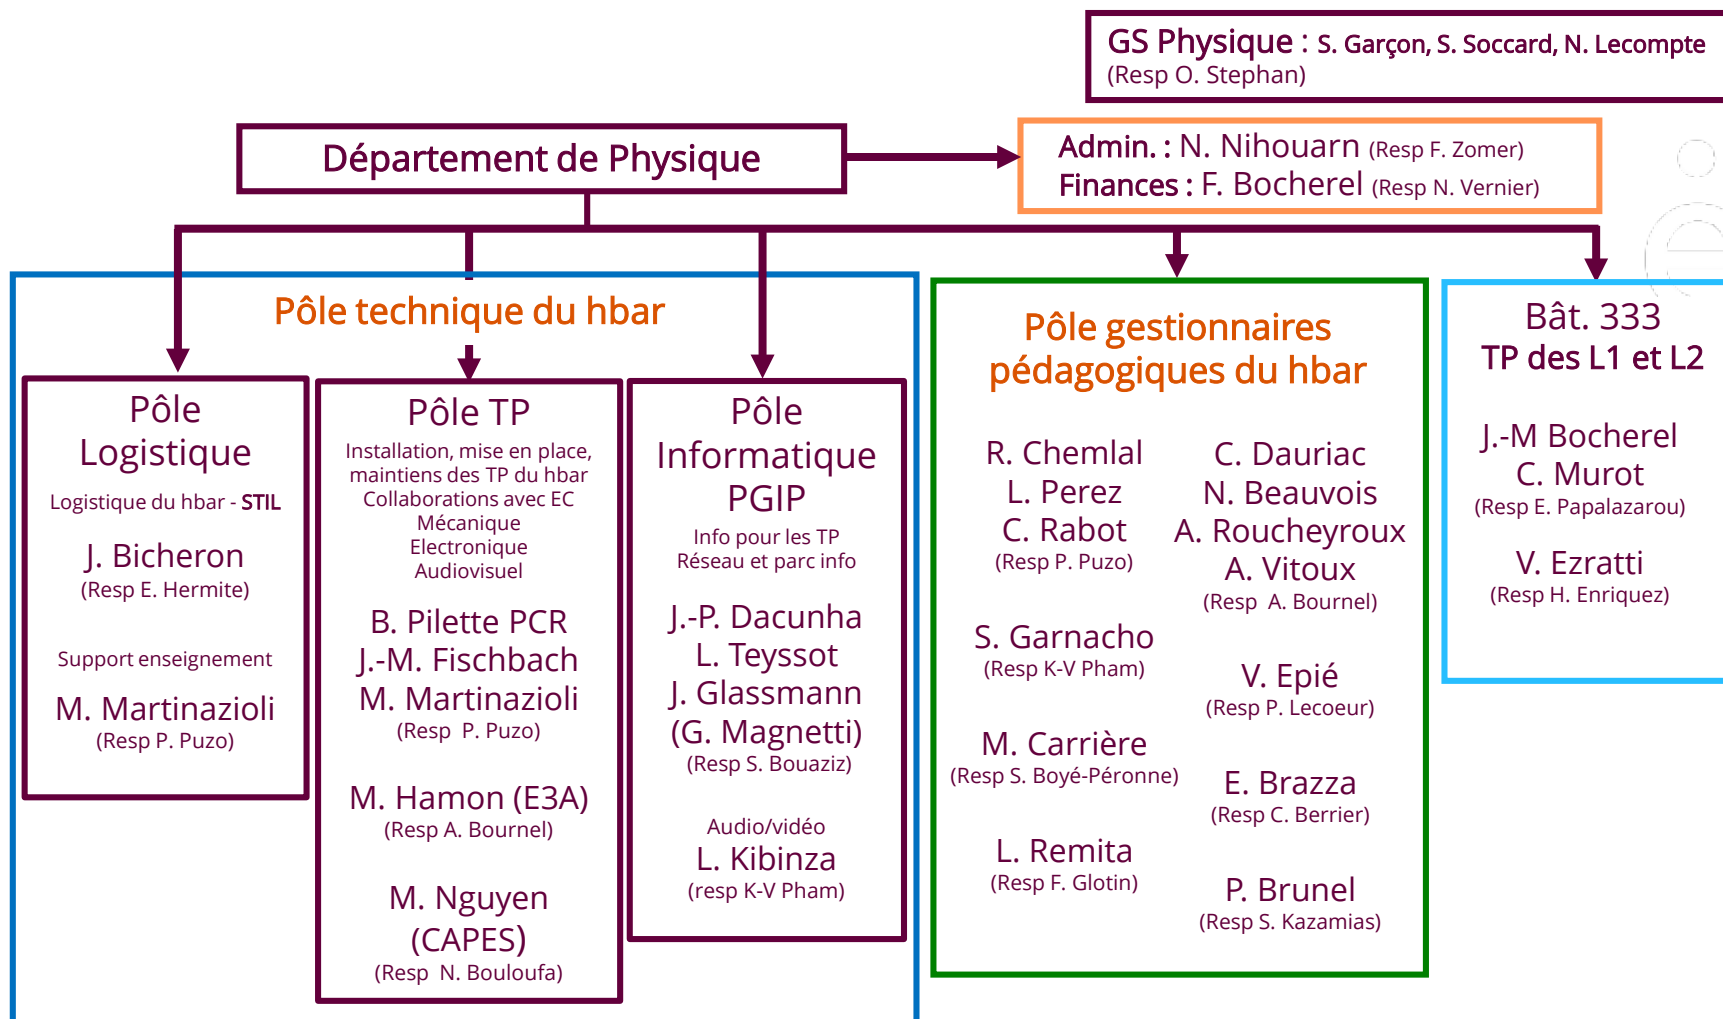 GS Physique : S. Garçon, S. Soccard, N. Lecompte
(Resp O. Stephan)
Département de Physique
Admin. : N. Nihouarn (Resp F. Zomer)
Finances : F. Bocherel (Resp N. Vernier)
Pôle technique du hbar
Pôle
Logistique
Logistique du hbar - STIL
J. Bicheron
(Resp E. Hermite)
Support enseignement
M. Martinazioli
(Resp P. Puzo)
Pôle TP
Installation, mise en place,
maintiens des TP du hbar
Collaborations avec EC
Mécanique
Electronique
Audiovisuel
B. Pilette PCR
J.-M. Fischbach
M. Martinazioli
(Resp P. Puzo)
M. Hamon (E3A)
(Resp A. Bournel)
M. Nguyen
(CAPES)
(Resp N. Bouloufa)
Pôle
Informatique
PGIP
Info pour les TP
Réseau et parc info
J.-P. Dacunha
L. Teyssot
J. Glassmann
(G. Magnetti)
(Resp S. Bouaziz)
Audio/vidéo
L. Kibinza
(resp K-V Pham)
Pôle gestionnaires
pédagogiques du hbar
R. Chemlal
L. Perez
C. Rabot
(Resp P. Puzo)
S. Garnacho
(Resp K-V Pham)
M. Carrière
(Resp S. Boyé-Péronne)
L. Remita
(Resp F. Glotin)
C. Dauriac
N. Beauvois
A. Roucheyroux
A. Vitoux
(Resp A. Bournel)
V. Epié
(Resp P. Lecoeur)
E. Brazza
(Resp C. Berrier)
P. Brunel
(Resp S. Kazamias)
Bât. 333
TP des L1 et L2
J.-M Bocherel
C. Murot
(Resp E. Papalazarou)
V. Ezratti
(Resp H. Enriquez)